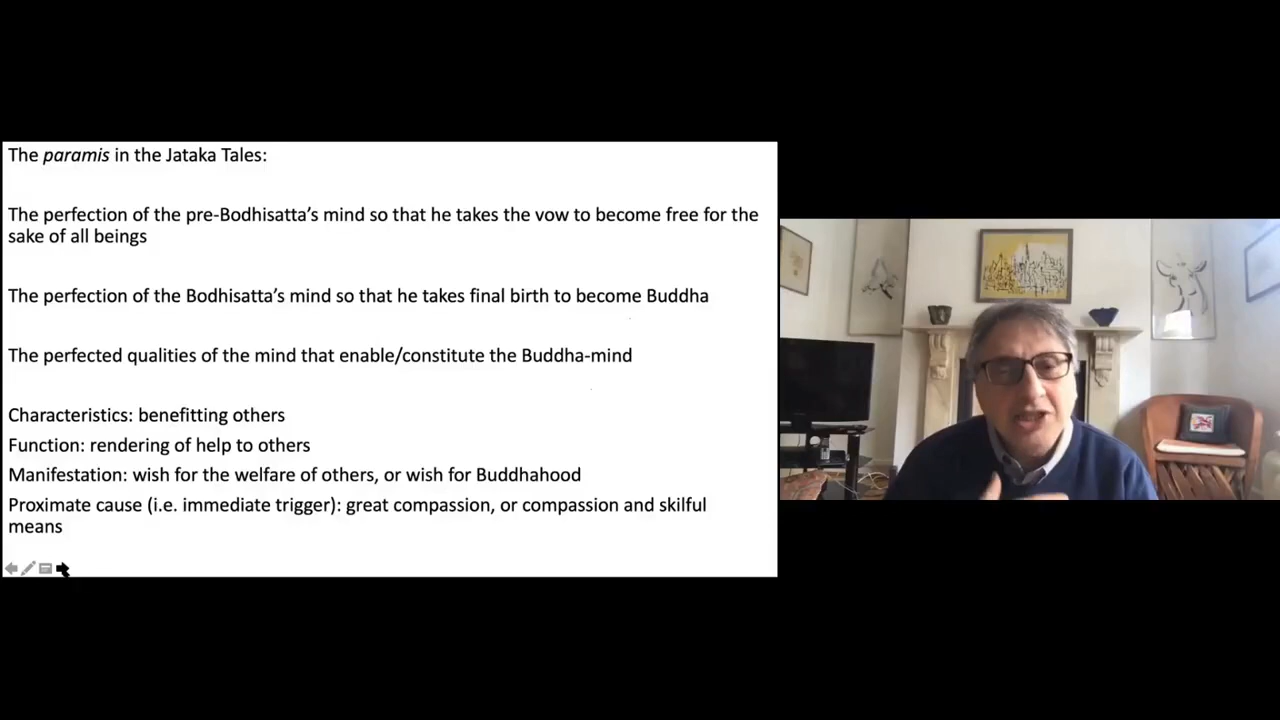 The paramis in the Jataka Tales:
The perfection of the pre-Bodhisatta's mind so that he takes the vow to become free for the
sake of all beings
The perfection of the Bodhisatta's mind so that he takes final birth to become Buddha
The perfected qualities of the mind that enable/constitute the Buddha-mind
Characteristics: benefitting others
Function: rendering of help to others
Manifestation: wish for the welfare of others, or wish for Buddhahood
Proximate cause (i.e. immediate trigger): great compassion, or compassion and skilful
means